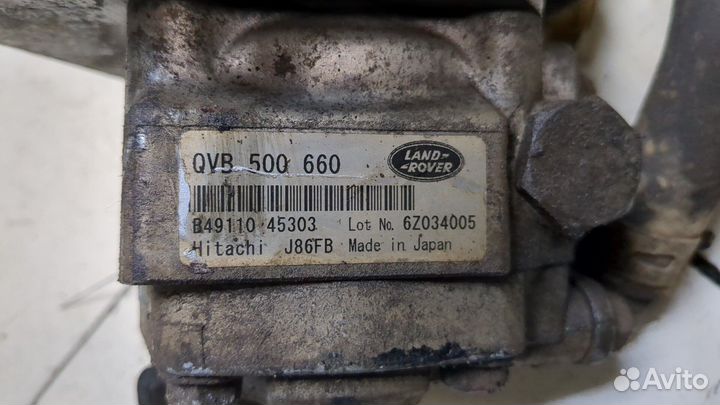 QVB 500 660
LAND-
ROVER
B49110 45303 Lot No. 6Z034005
Hitachi J86FB Made in Japan
Avito